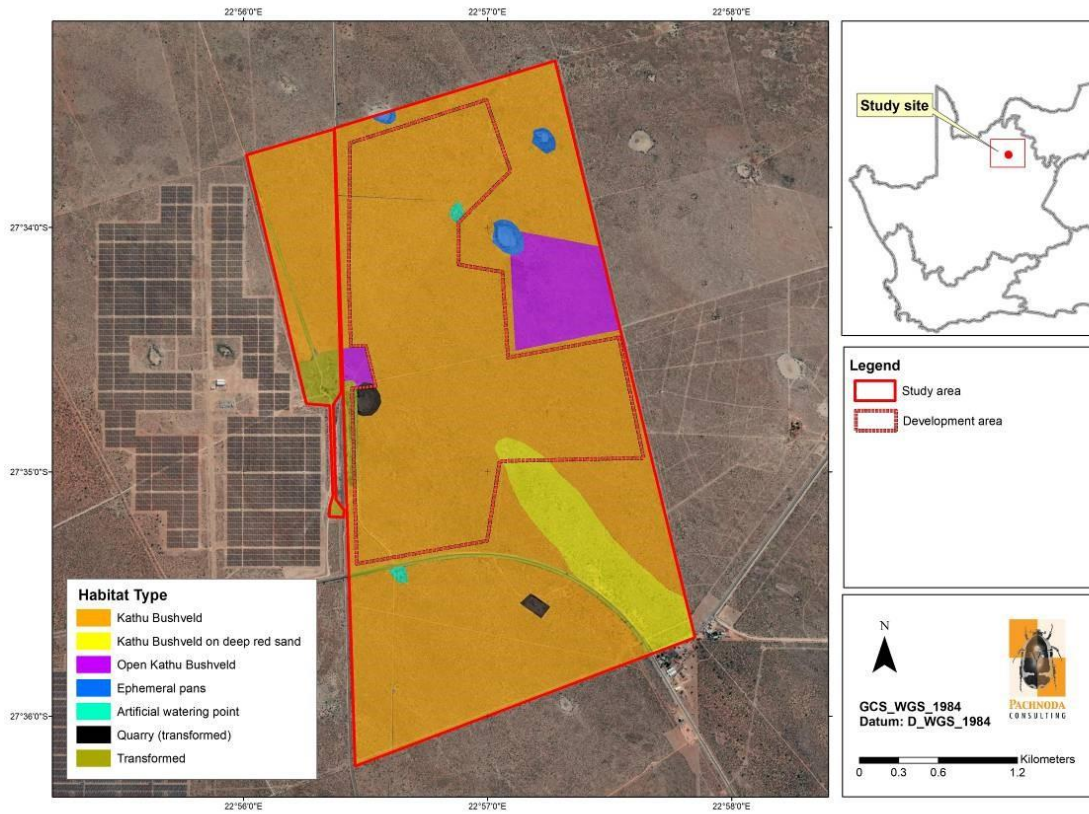 22°56'0"E
22°57'0"E
22°58'0"E
27°34'0"S
27°35'0"S
27°36'0"S
Habitat Type
Kathu Bushveld
Kathu Bushveld on deep red sand
Open Kathu Bushveld
Ephemeral pans
Artificial watering point
Quarry (transformed)
Transformed
22°56'0"E
22°57'0"E
22°58'0"E
Study site
Legend
Study area
Development area
N
GCS_WGS_1984
Datum: D_WGS_1984
PACHNODA
CONSULTING
Kilometers
0 0.3 0.6 1.2